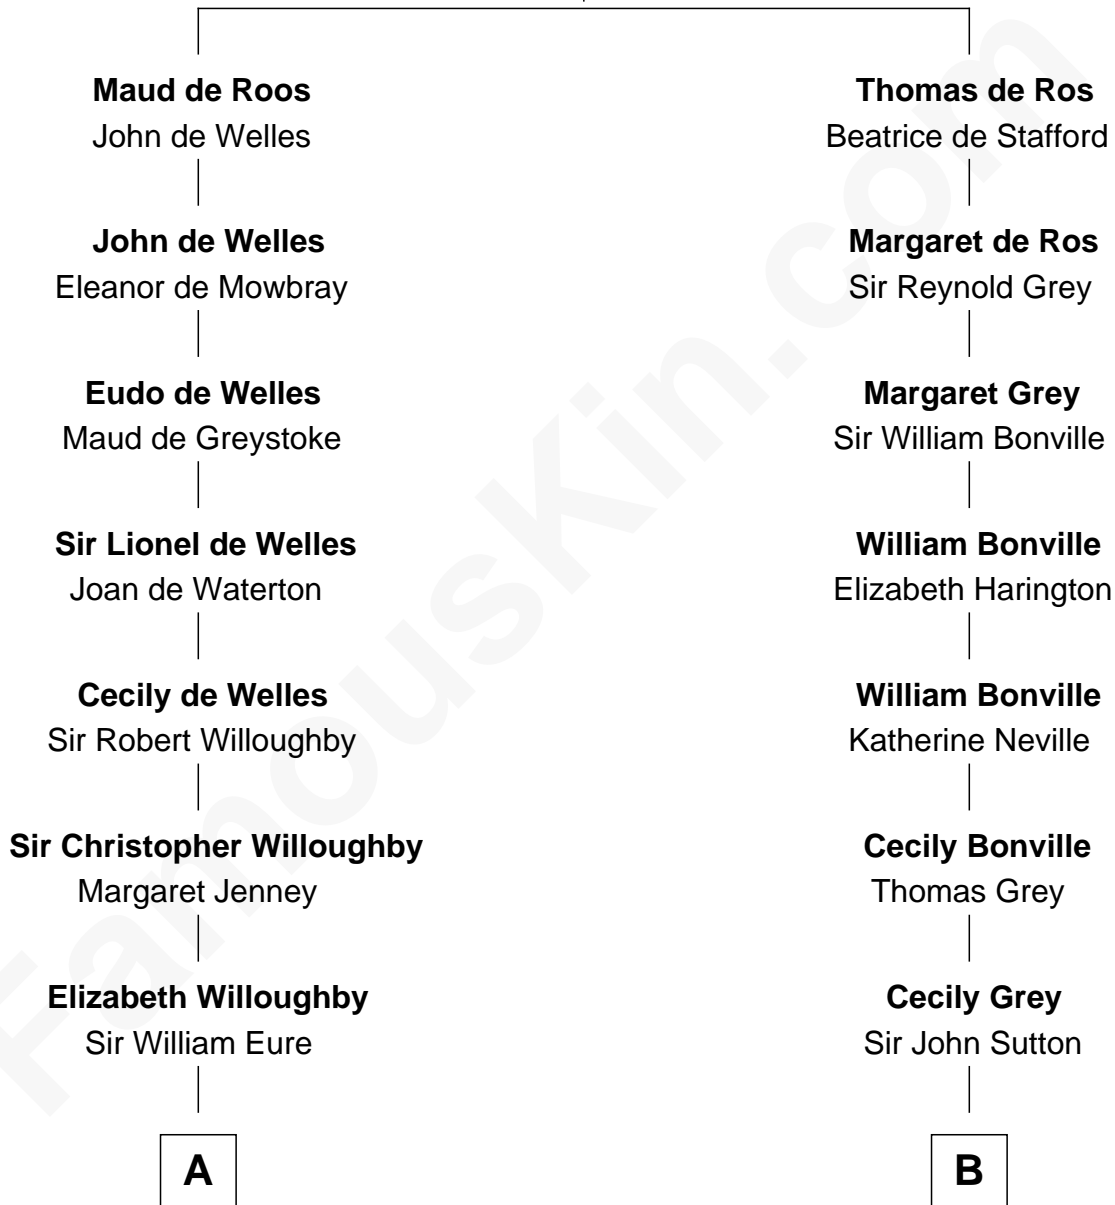 Maud de Roos
John de Welles
John de Welles
Eleanor de Mowbray
Eudo de Welles
Maud de Greystoke
Sir Lionel de Welles
Joan de Waterton
Cecily de Welles
Sir Robert Willoughby
Sir Christopher Willoughby
Margaret Jenney
Elizabeth Willoughby
Sir William Eure
A
Thomas de Ros
Beatrice de Stafford
Margaret de Ros
Sir Reynold Grey
Margaret Grey
Sir William Bonville
William Bonville
Elizabeth Harington
William Bonville
Katherine Neville
Cecily Bonville
Thomas Grey
Cecily Grey
Sir John Sutton
B
FamousKin.com